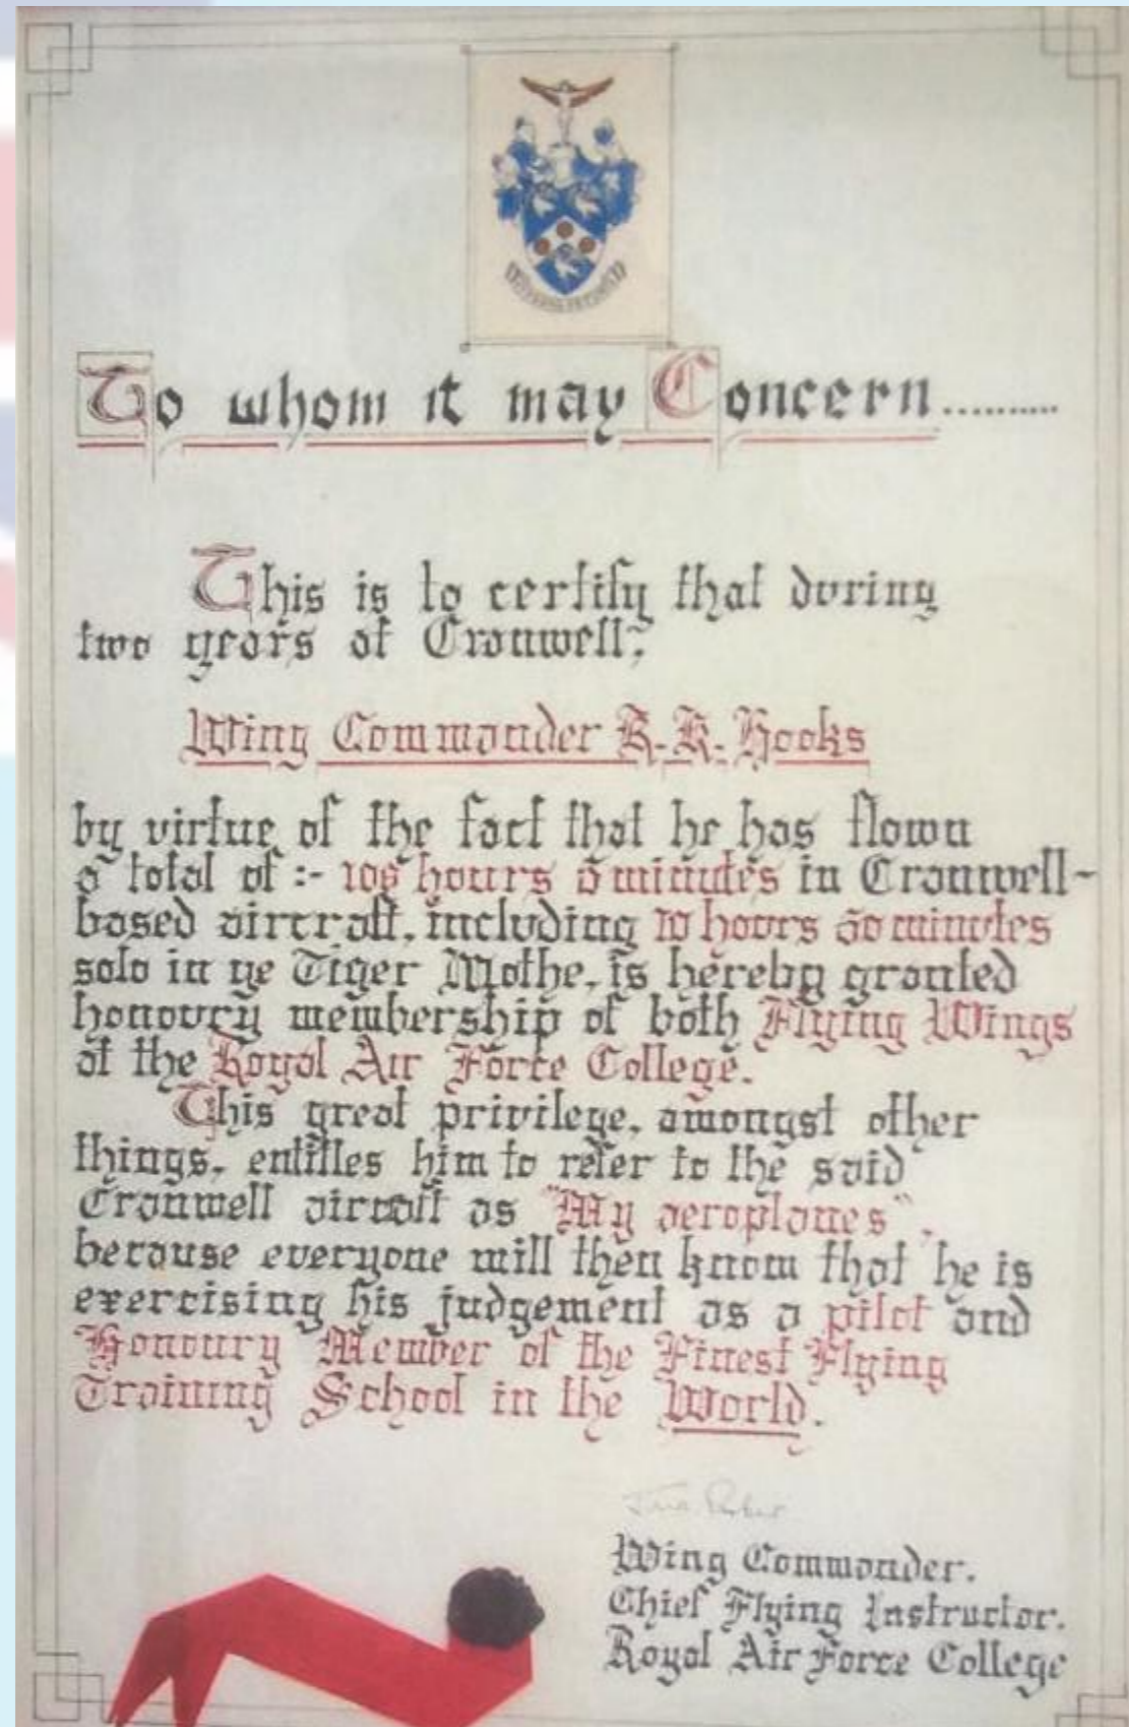 To whom it may Concern..........
This is to certify that during
two years at Cranwell,
Wing Commander R. R. Hooks
by virtue of the fact that he has flown
a total of :- 106 hours 5 minutes in Cranwell-
based aircraft, including 10 hours 50 minutes
solo in ye Tiger Mothe, is hereby granted
honoury membership of both Flying Wings
at the Royal Air Force College.
This great privilege, amongst other
things, entitles him to refer to the said
Cranwell aircraft as "My aeroplanes",
because everyone will then know that he is
exercising his judgement as a pilot and
Honoury Member of the Finest Flying
Training School in the World.
Wing Commander.
Chief Flying Instructor.
Royal Air Force College